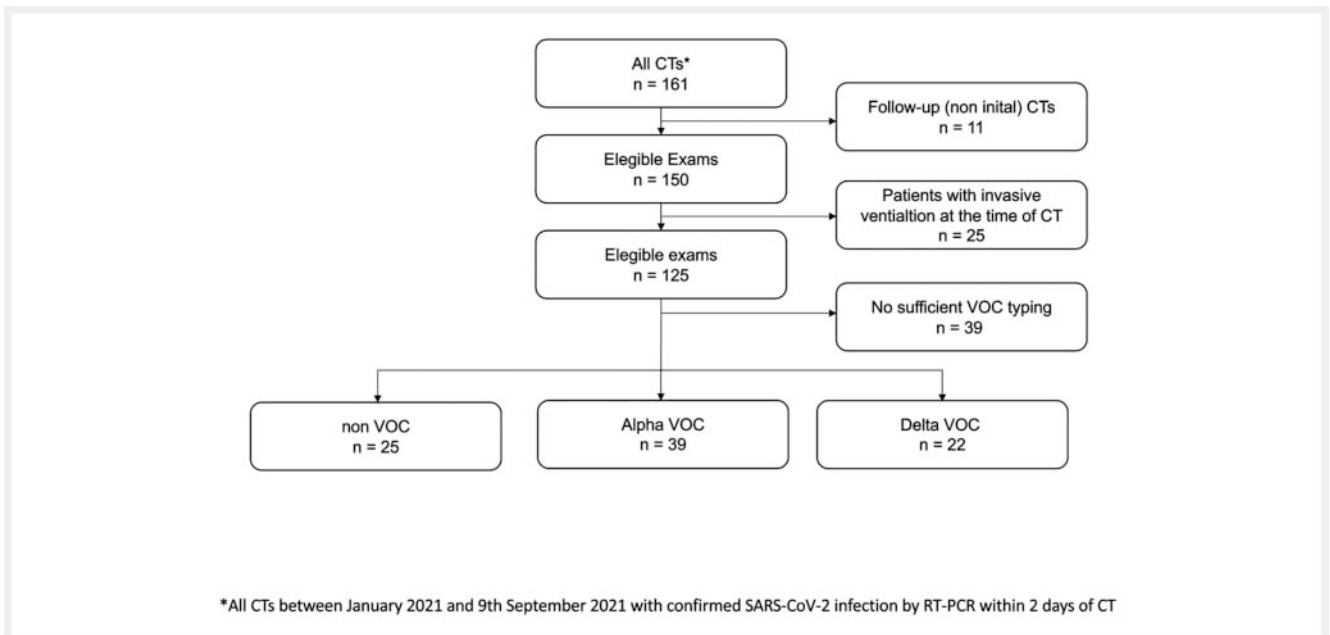 All CTs*
n = 161
Follow-up (non inital) CTs
n = 11
Elegible Exams
n = 150
Patients with invasive
ventialtion at the time of CT
n = 25
Elegible exams
n = 125
No sufficient VOC typing
n = 39
non VOC
n = 25
Alpha VOC
n = 39
Delta VOC
n = 22
*All CTs between January 2021 and 9th September 2021 with confirmed SARS-CoV-2 infection by RT-PCR within 2 days of CT